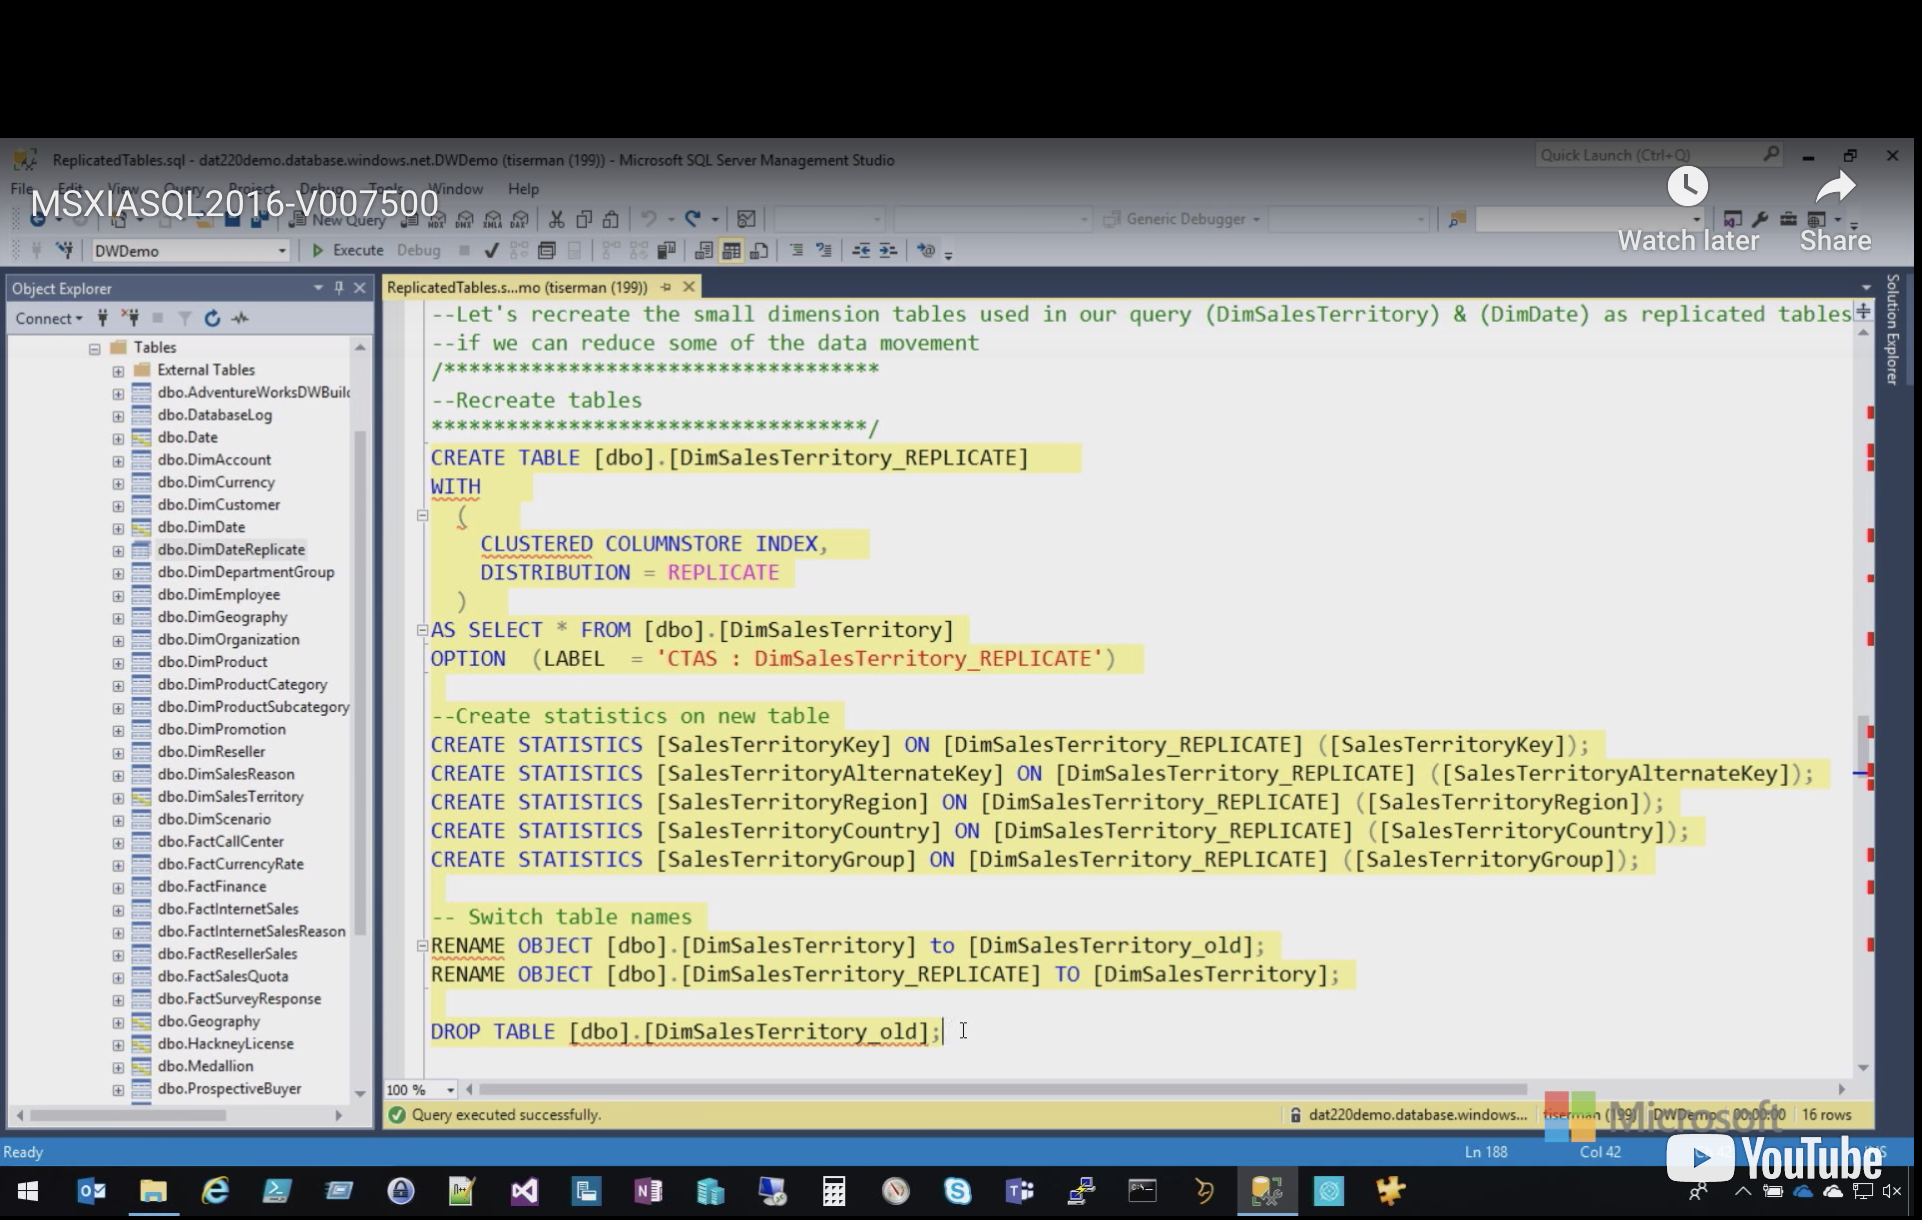 ReplicatedTables.sql - dat220demo.database.windows.net.DWDemo (tiserman (199)) - Microsoft SQL Server Management Studio
Quick Launch (Ctrl+Q)
File Edit View Query Project Debug Tools Window Help
MSXIASQL2016-V007500
Watch later
Share
New Query
Generic Debugger
DWDemo
Execute
Debug
Object Explorer
Connect
Tables
External Tables
dbo.AdventureWorksDWBuild
dbo.DatabaseLog
dbo.Date
dbo.DimAccount
dbo.DimCurrency
dbo.DimCustomer
dbo.DimDate
dbo.DimDateReplicate
dbo.DimDepartmentGroup
dbo.DimEmployee
dbo.DimGeography
dbo.DimOrganization
dbo.DimProduct
dbo.DimProductCategory
dbo.DimProductSubcategory
dbo.DimPromotion
dbo.DimReseller
dbo.DimSalesReason
dbo.DimSalesTerritory
dbo.DimScenario
dbo.FactCallCenter
dbo.FactCurrencyRate
dbo.FactFinance
dbo.FactInternetSales
dbo.FactInternetSalesReason
dbo.FactResellerSales
dbo.FactSalesQuota
dbo.FactSurveyResponse
dbo.Geography
dbo.HackneyLicense
dbo.Medallion
dbo.ProspectiveBuyer
ReplicatedTables.s...mo (tiserman (199))
Solution Explorer
--Let's recreate the small dimension tables used in our query (DimSalesTerritory) & (DimDate) as replicated tables
--if we can reduce some of the data movement
/***********************************
--Recreate tables
***********************************/
CREATE TABLE [dbo].[DimSalesTerritory_REPLICATE]
WITH
(
CLUSTERED COLUMNSTORE INDEX,
DISTRIBUTION = REPLICATE
)
AS SELECT * FROM [dbo].[DimSalesTerritory]
OPTION (LABEL = 'CTAS : DimSalesTerritory_REPLICATE')
--Create statistics on new table
CREATE STATISTICS [SalesTerritoryKey] ON [DimSalesTerritory_REPLICATE] ([SalesTerritoryKey]);
CREATE STATISTICS [SalesTerritoryAlternateKey] ON [DimSalesTerritory_REPLICATE] ([SalesTerritoryAlternateKey]);
CREATE STATISTICS [SalesTerritoryRegion] ON [DimSalesTerritory_REPLICATE] ([SalesTerritoryRegion]);
CREATE STATISTICS [SalesTerritoryCountry] ON [DimSalesTerritory_REPLICATE] ([SalesTerritoryCountry]);
CREATE STATISTICS [SalesTerritoryGroup] ON [DimSalesTerritory_REPLICATE] ([SalesTerritoryGroup]);
-- Switch table names
RENAME OBJECT [dbo].[DimSalesTerritory] to [DimSalesTerritory_old];
RENAME OBJECT [dbo].[DimSalesTerritory_REPLICATE] TO [DimSalesTerritory];
DROP TABLE [dbo].[DimSalesTerritory_old];
100 %
Query executed successfully.
dat220demo.database.windows... tiserman (199) DWDemo 00:00:00 16 rows
Microsoft
Ready
Ln 188
Col 42
YouTube